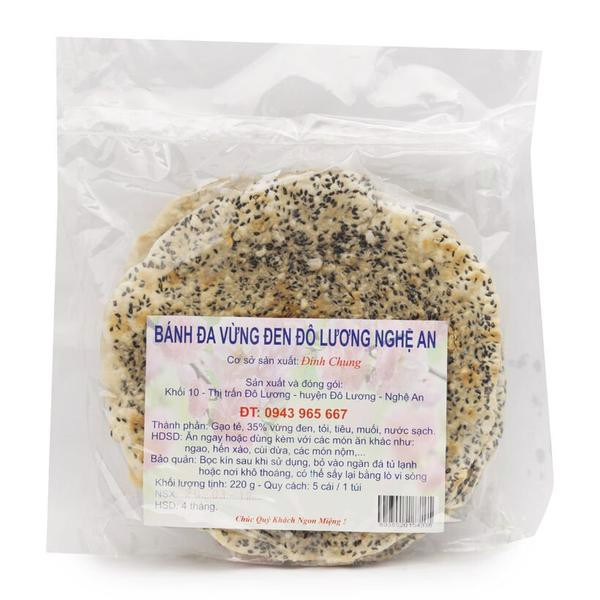 BÁNH ĐA VỪNG ĐEN ĐÔ LƯƠNG NGHỆ AN
Cơ sở sản xuất: Đình Chung
Sản xuất và đóng gói:
Khối 10 - Thị trấn Đô Lương - huyện Đô Lương - Nghệ An
ĐT: 0943 965 667
Thành phần: Gạo tẻ, 35% vừng đen, tỏi, tiêu, muối, nước sạch.
HDSD: Ăn ngay hoặc dùng kèm với các món ăn khác như:
ngao, hến xào, cùi dừa, các món nộm,...
Bảo quản: Bọc kín sau khi sử dụng, bỏ vào ngăn đá tủ lạnh
hoặc nơi khô thoáng, có thể sấy lại bằng lò vi sóng
Khối lượng tịnh: 220 g - Quy cách: 5 cái / 1 túi
NSX:
HSD: 4 tháng.
Chúc Quý Khách Ngon Miệng !